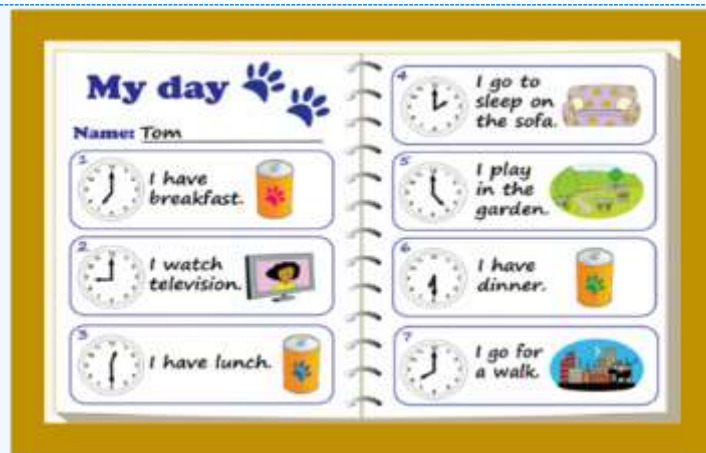 My day
Name: Tom
1
I have
breakfast.
2
I watch
television.
3
I have lunch.
4
I go to
sleep on
the sofa.
5
I play
in the
garden.
6
I have
dinner.
7
I go for
a walk.